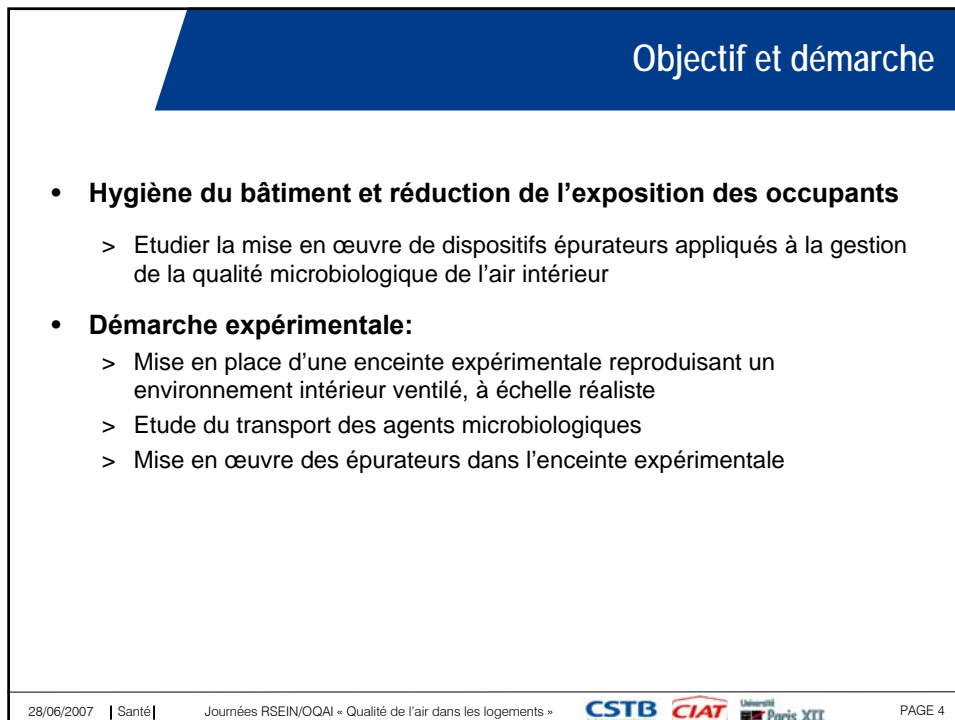 Objectif et démarche
• Hygiène du bâtiment et réduction de l'exposition des occupants
> Etudier la mise en œuvre de dispositifs épurateurs appliqués à la gestion
de la qualité microbiologique de l'air intérieur
• Démarche expérimentale:
> Mise en place d'une enceinte expérimentale reproduisant un
environnement intérieur ventilé, à échelle réaliste
> Etude du transport des agents microbiologiques
> Mise en œuvre des épurateurs dans l'enceinte expérimentale
28/06/2007 | Santé | Journées RSEIN/OQAI « Qualité de l'air dans les logements » CSTB CIAT Université Paris XII PAGE 4